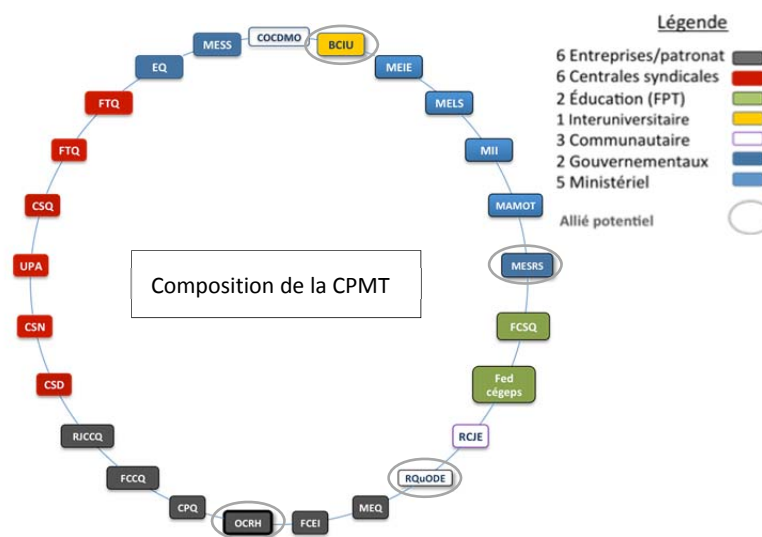 COCDMO
BCIU
MEIE
MELS
MII
MAMOT
MESRS
FCSQ
Fed
cégeps
RCJE
RQuODE
MEQ
FCEI
OCRH
CPQ
FCCQ
RJCCQ
CSD
CSN
UPA
CSQ
FTQ
FTQ
EQ
MESS
Composition de la CPMT
Légende
6 Entreprises/patronat
6 Centrales syndicales
2 Éducation (FPT)
1 Interuniversitaire
3 Communautaire
2 Gouvernementaux
5 Ministériel
Allié potentiel